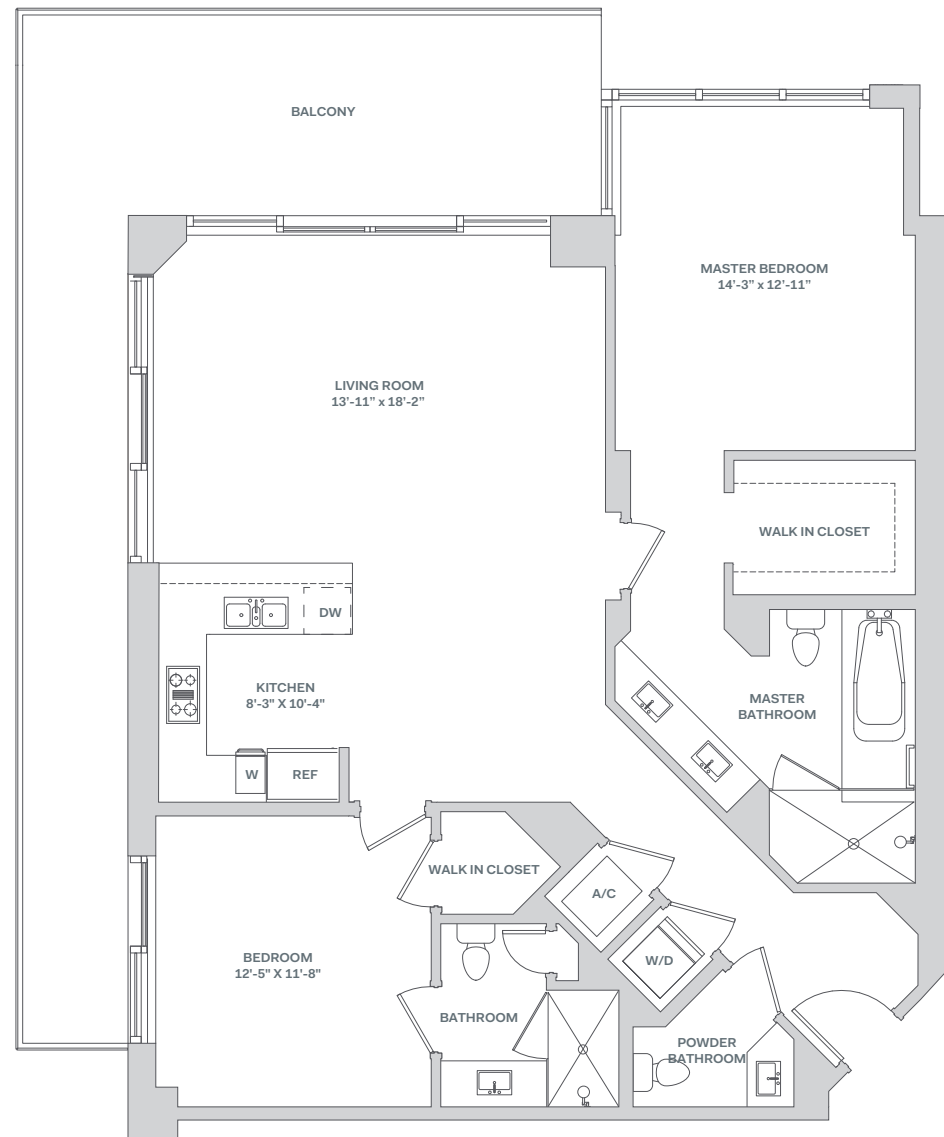 BALCONY
MASTER BEDROOM
14'-3" x 12'-11"
LIVING ROOM
13'-11" x 18'-2"
WALK IN CLOSET
DW
KITCHEN
8'-3" X 10'-4"
MASTER
BATHROOM
W
REF
WALK IN CLOSET
A/C
BEDROOM
12'-5" X 11'-8"
W/D
BATHROOM
POWDER
BATHROOM